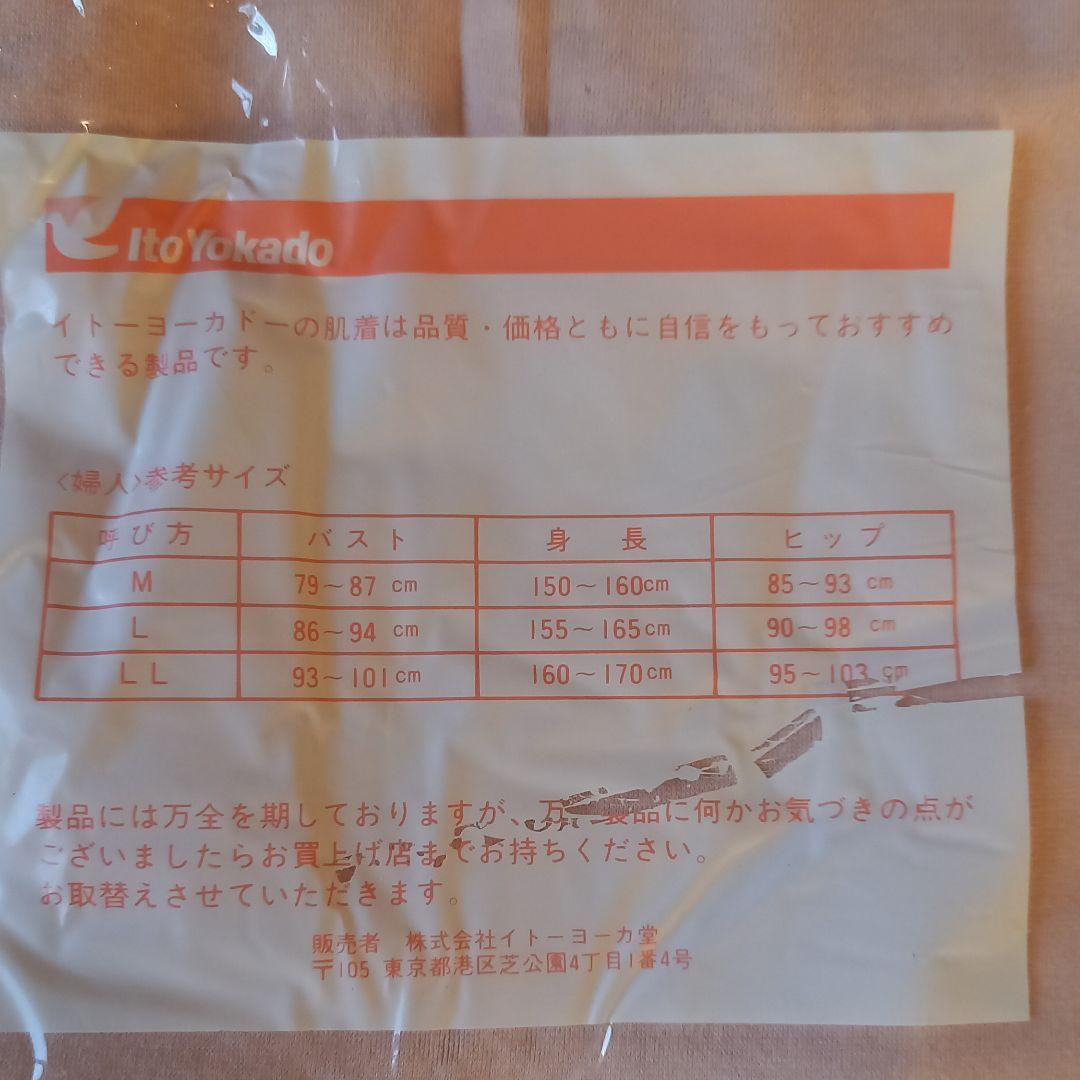 Ito Yokado
イトーヨーカドーの肌着は品質・価格ともに自信をもっておすすめ
できる製品です。
〈婦人〉参考サイズ
呼び方 バスト 身長 ヒップ
M 79～87 cm 150～160cm 85～93 cm
L 86～94 cm 155～165cm 90～98 cm
LL 93～101cm 160～170cm 95～103 cm
製品には万全を期しておりますが、万一製品に何かお気づきの点が
ございましたらお買上げ店までお持ちください。
お取替えさせていただきます。
販売者 株式会社イトーヨーカ堂
〒105 東京都港区芝公園4丁目1番4号